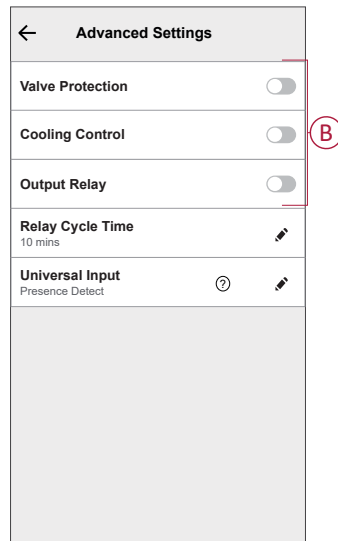 Advanced Settings
Valve Protection
Cooling Control
B
Output Relay
Relay Cycle Time
10 mins
Universal Input
Presence Detect
?